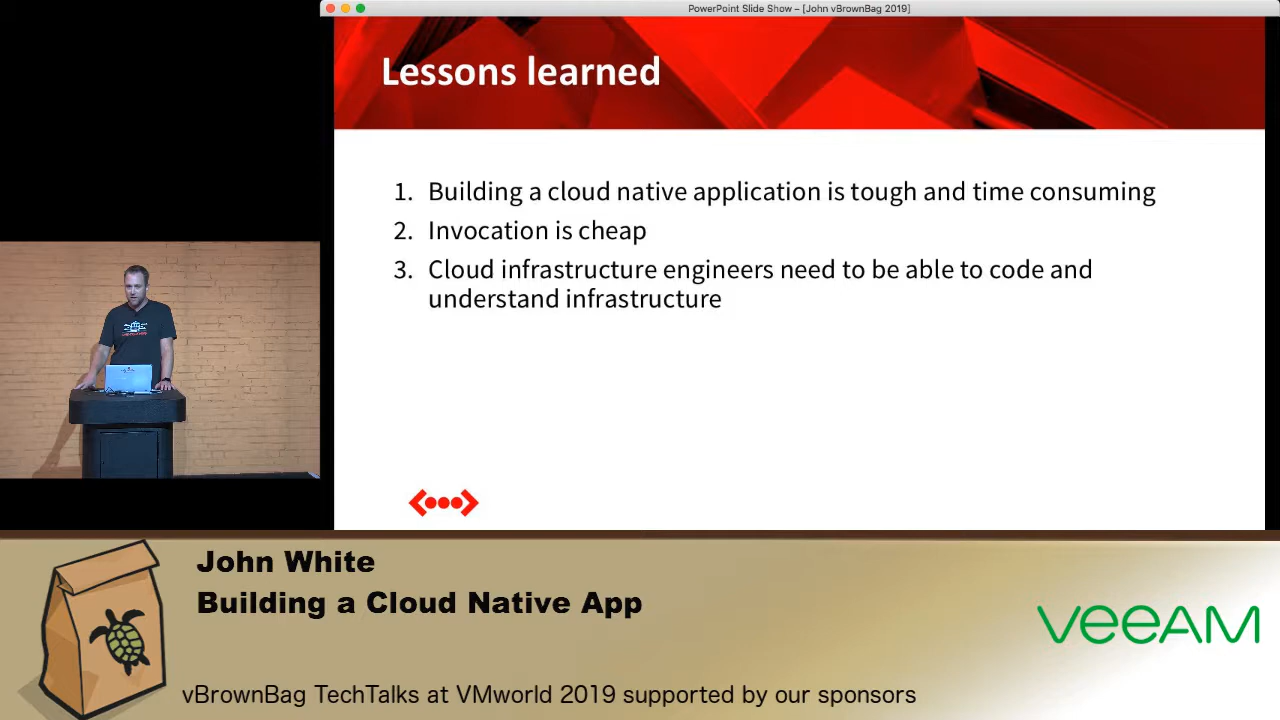 PowerPoint Slide Show – [John vBrownBag 2019]
Lessons learned
1. Building a cloud native application is tough and time consuming
2. Invocation is cheap
3. Cloud infrastructure engineers need to be able to code and
understand infrastructure
John White
Building a Cloud Native App
veeAM
vBrownBag TechTalks at VMworld 2019 supported by our sponsors